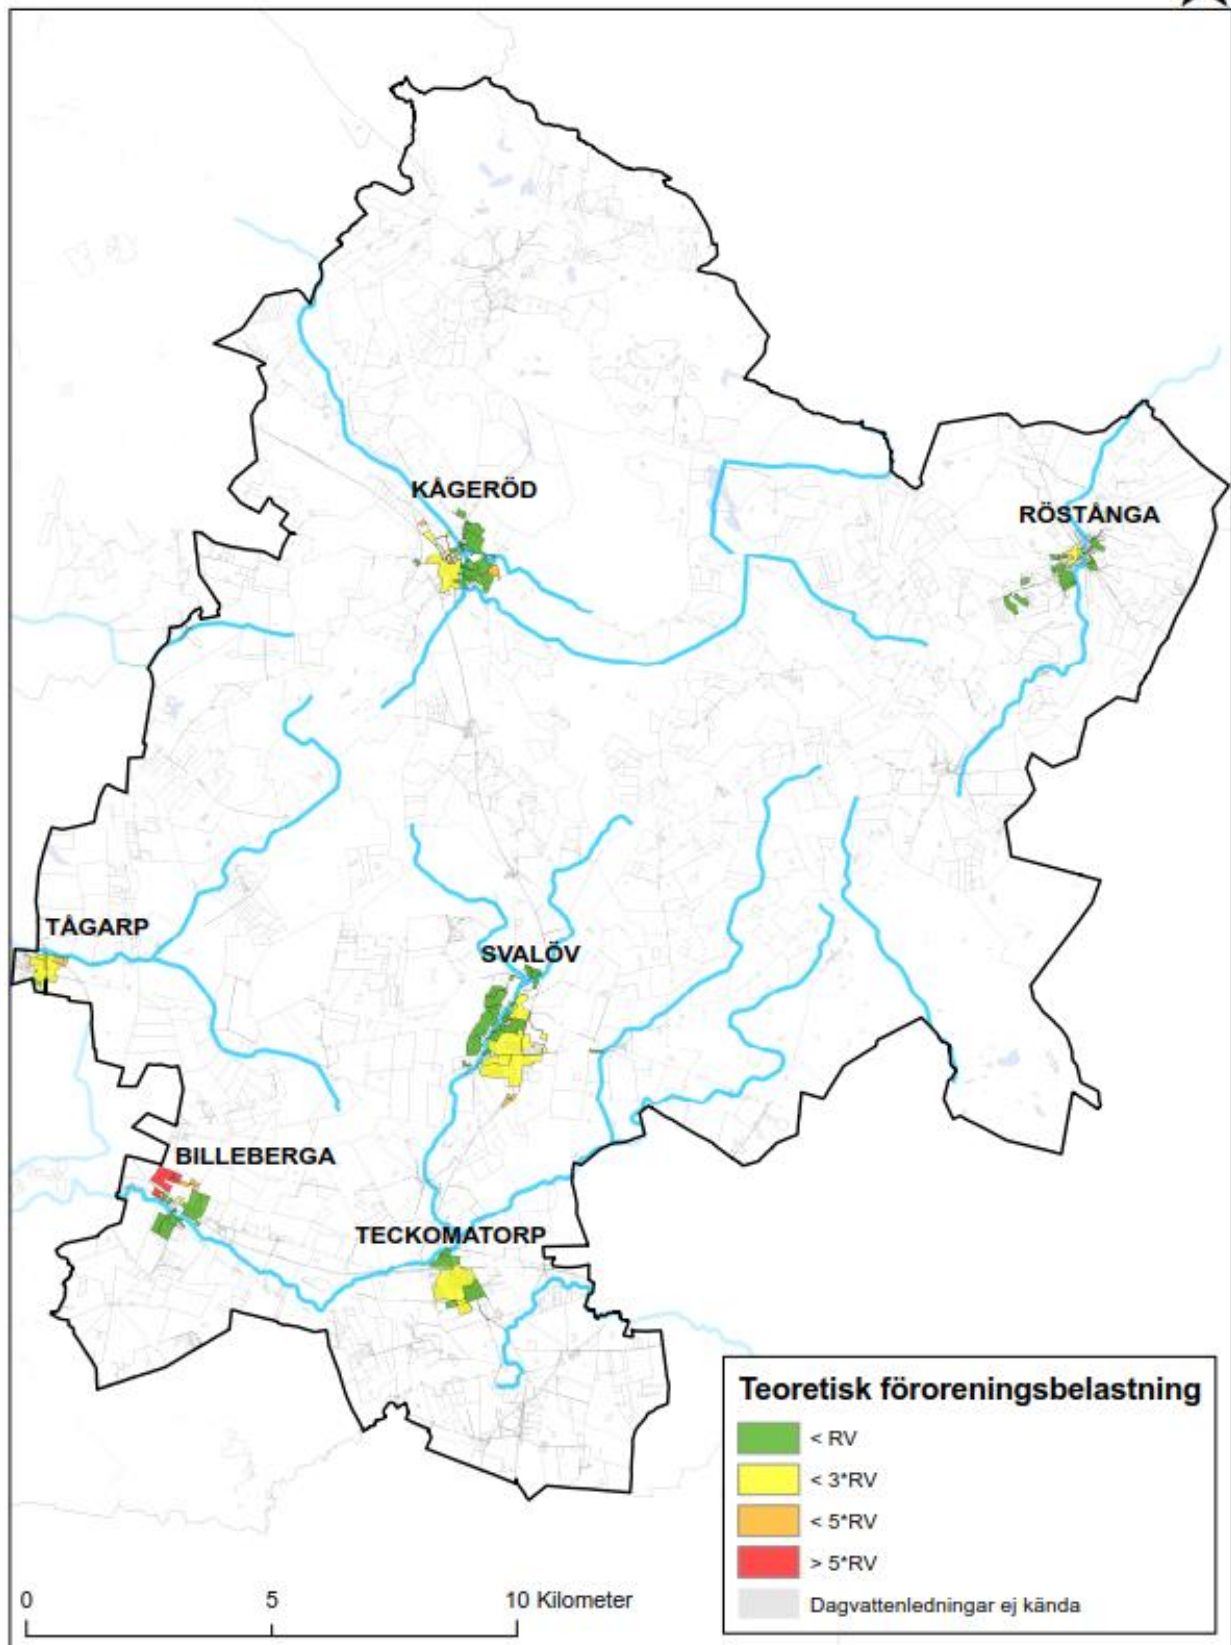 KÅGERÖD
RÖSTÅNGA
TÅGARP
SVALÖV
BILLEBERGA
TECKOMATORP
Teoretisk föroreningsbelastning
< RV
< 3*RV
< 5*RV
> 5*RV
Dagvattenledningar ej kända
0 5 10 Kilometer